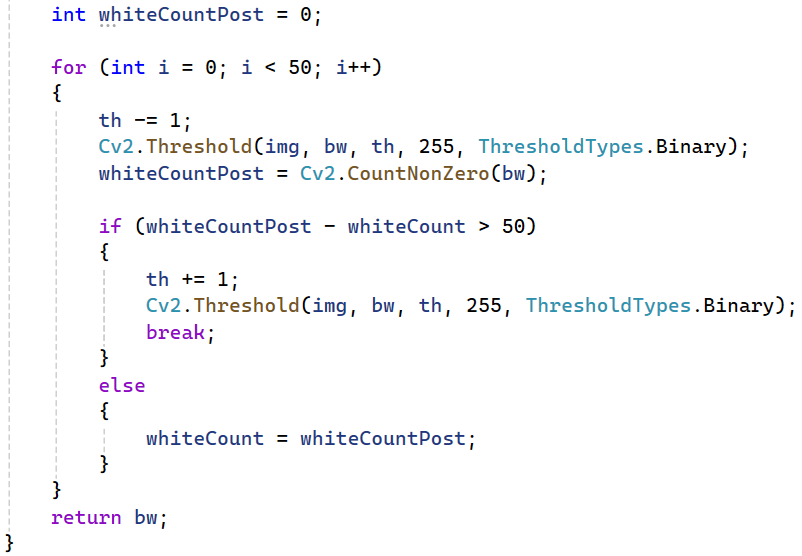 int whiteCountPost = 0;
for (int i = 0; i < 50; i++)
{
th -= 1;
Cv2.Threshold(img, bw, th, 255, ThresholdTypes.Binary);
whiteCountPost = Cv2.CountNonZero(bw);
if (whiteCountPost - whiteCount > 50)
{
th += 1;
Cv2.Threshold(img, bw, th, 255, ThresholdTypes.Binary);
break;
}
else
{
whiteCount = whiteCountPost;
}
}
return bw;
}